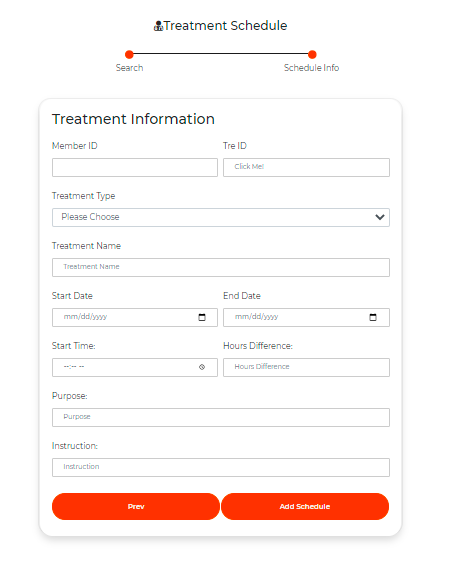 Treatment Schedule
Search Schedule Info
Treatment Information
Member ID Tre ID
Click Me!
Treatment Type
Please Choose
Treatment Name
Treatment Name
Start Date End Date
mm/dd/yyyy mm/dd/yyyy
Start Time: Hours Difference:
--:-- -- Hours Difference
Purpose:
Purpose
Instruction:
Instruction
Prev Add Schedule